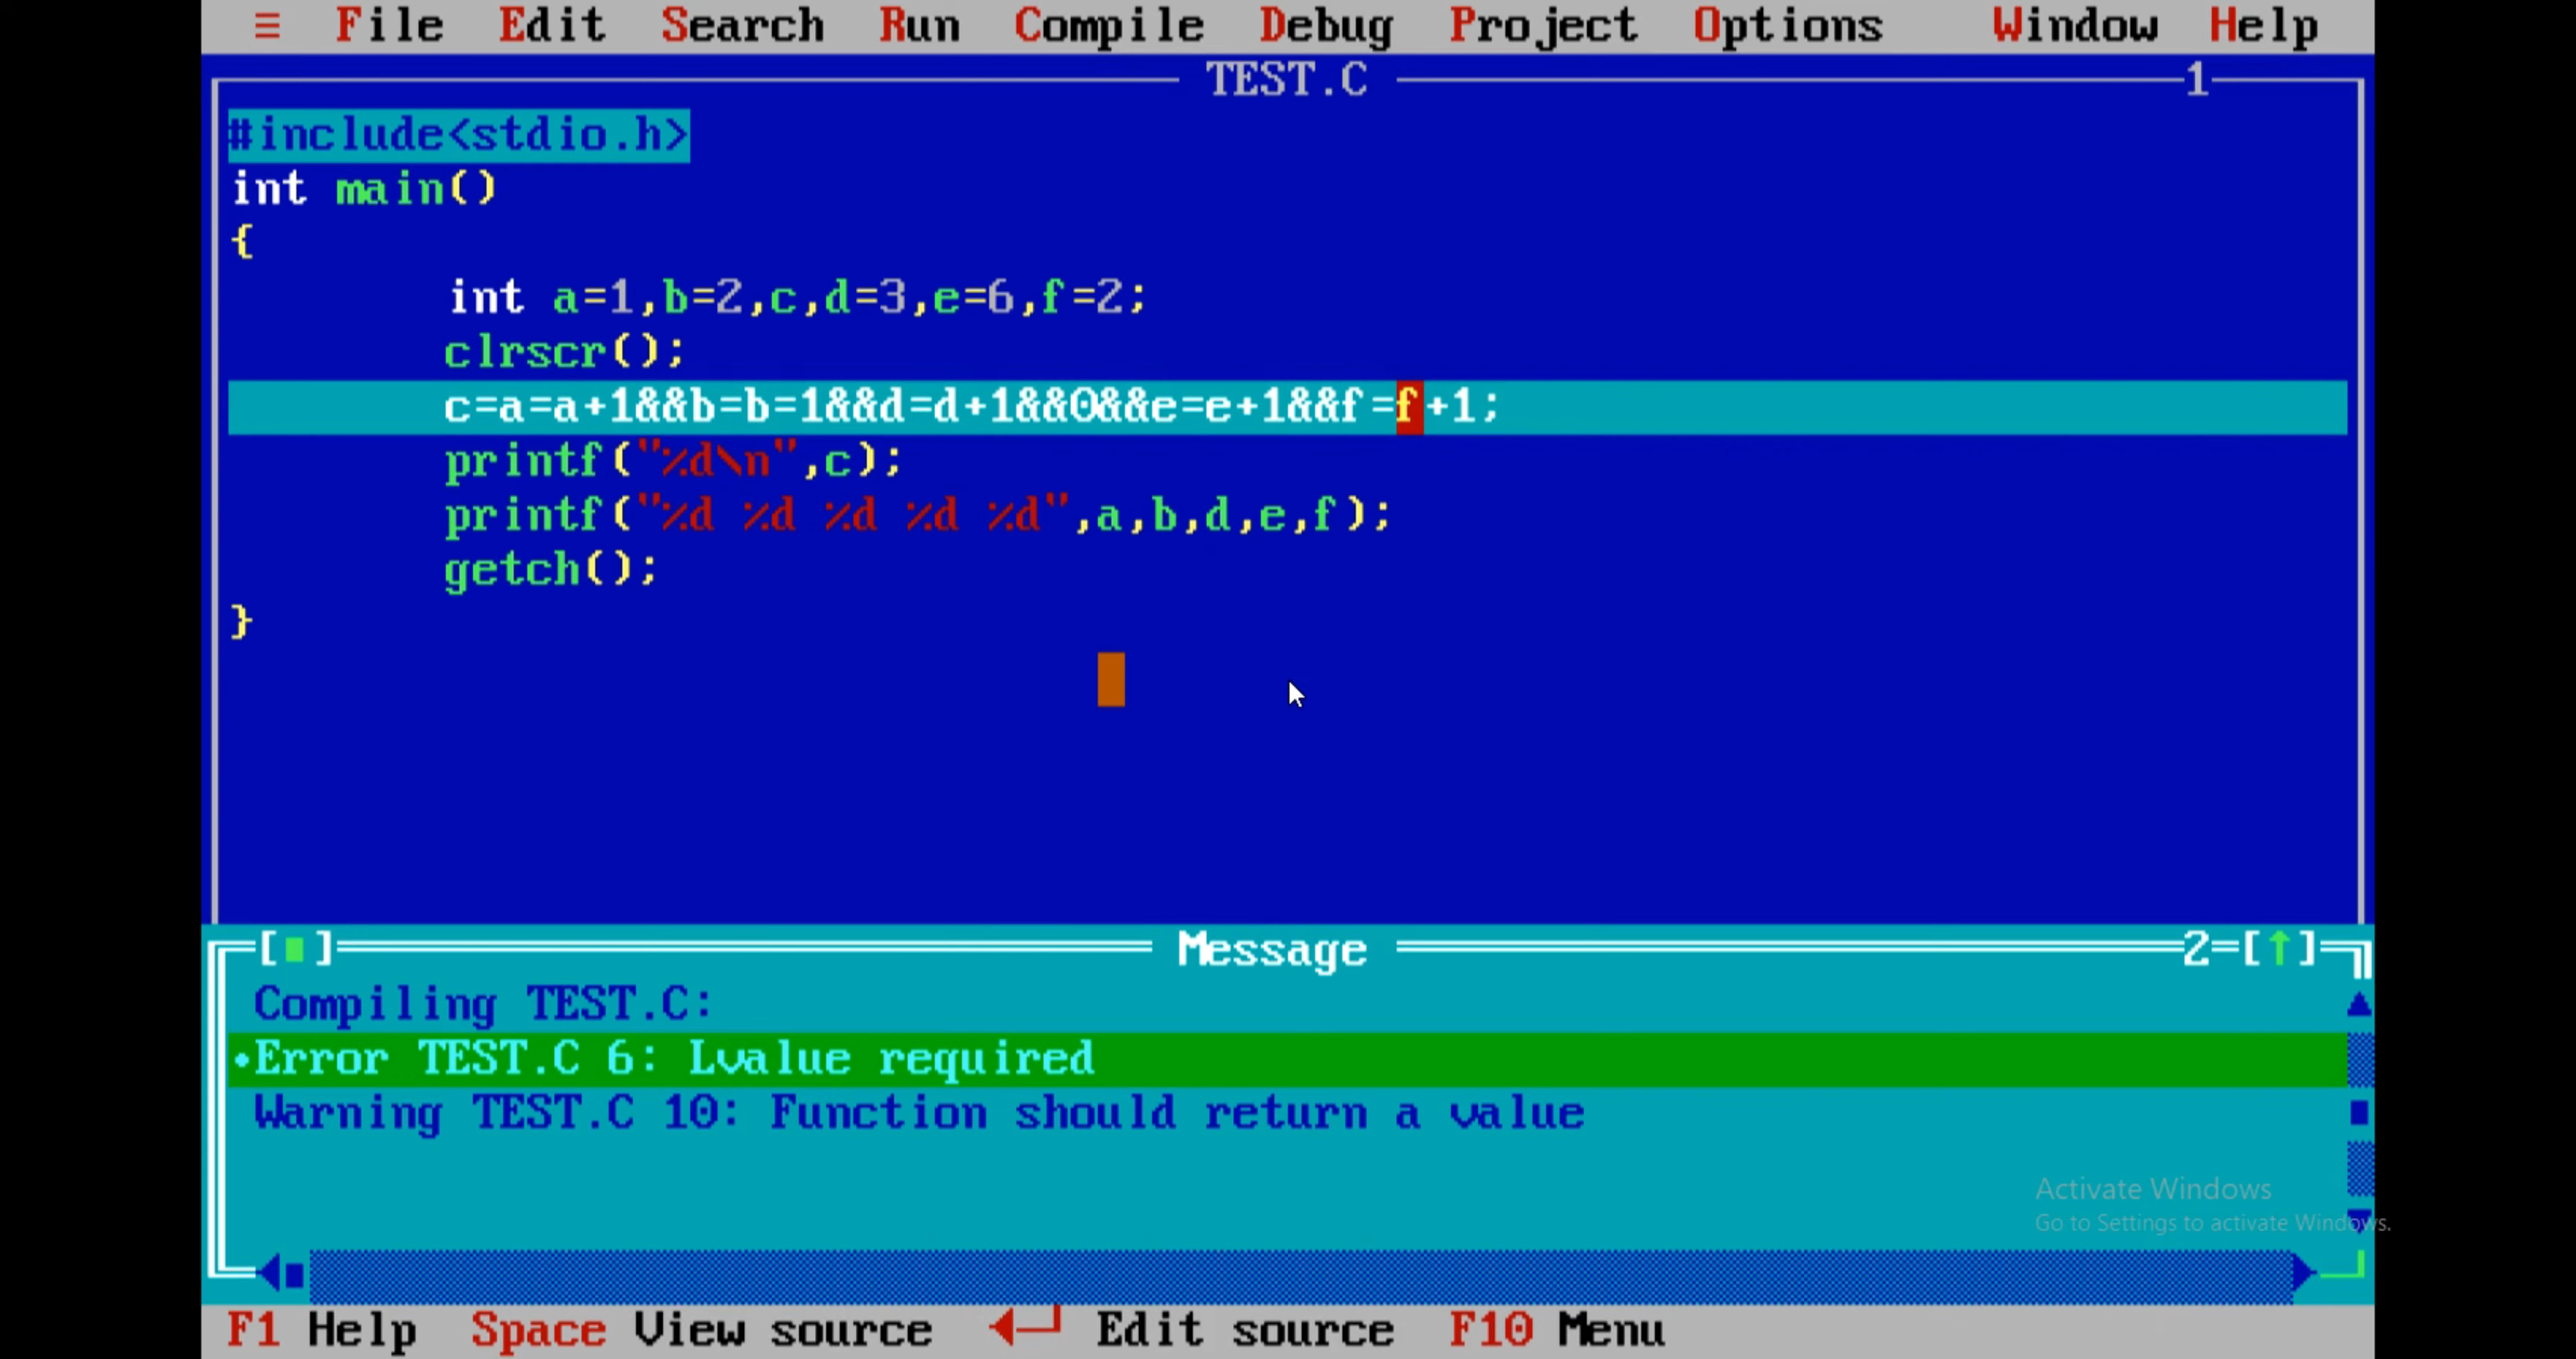 ≡ File Edit Search Run Compile Debug Project Options Window Help
TEST.C 1
#include<stdio.h>
int main()
{
int a=1,b=2,c,d=3,e=6,f=2;
clrscr();
c=a=a+1&&b=b=1&&d=d+1&&0&&e=e+1&&f=f+1;
printf("%d\n",c);
printf("%d %d %d %d %d",a,b,d,e,f);
getch();
}
[■] Message 2=[↑]
Compiling TEST.C:
•Error TEST.C 6: Lvalue required
Warning TEST.C 10: Function should return a value
Activate Windows
Go to Settings to activate Windows.
F1 Help Space View source ◄─┘ Edit source F10 Menu